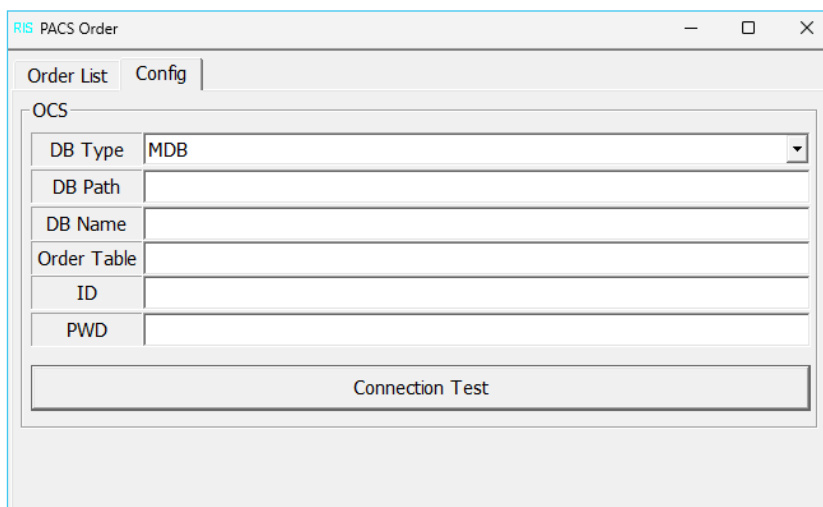 RIS PACS Order
Order List Config
OCS
DB Type MDB
DB Path
DB Name
Order Table
ID
PWD
Connection Test